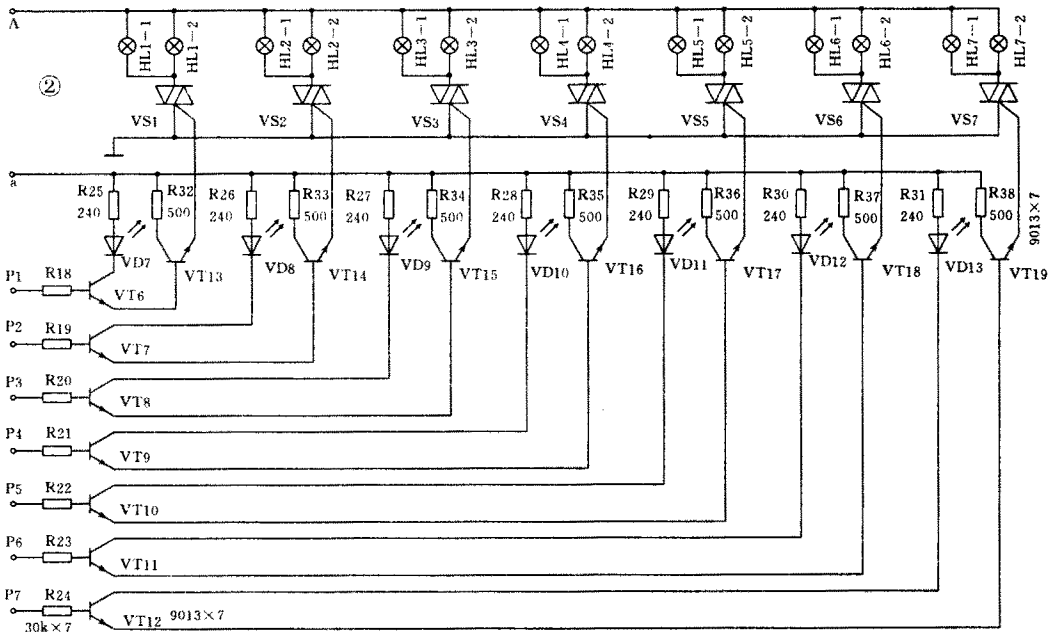 A
HL1-1
HL1-2
HL2-1
HL2-2
HL3-1
HL3-2
HL4-1
HL4-2
HL5-1
HL5-2
HL6-1
HL6-2
HL7-1
HL7-2
②
VS1
VS2
VS3
VS4
VS5
VS6
VS7
a
R25
240
R32
500
R26
240
R33
500
R27
240
R34
500
R28
240
R35
500
R29
240
R36
500
R30
240
R37
500
R31
240
R38
500
9013×7
VD7
VT13
VD8
VT14
VD9
VT15
VD10
VT16
VD11
VT17
VD12
VT18
VD13
VT19
P1
R18
VT6
P2
R19
VT7
P3
R20
VT8
P4
R21
VT9
P5
R22
VT10
P6
R23
VT11
P7
R24
30k×7
VT12
9013×7